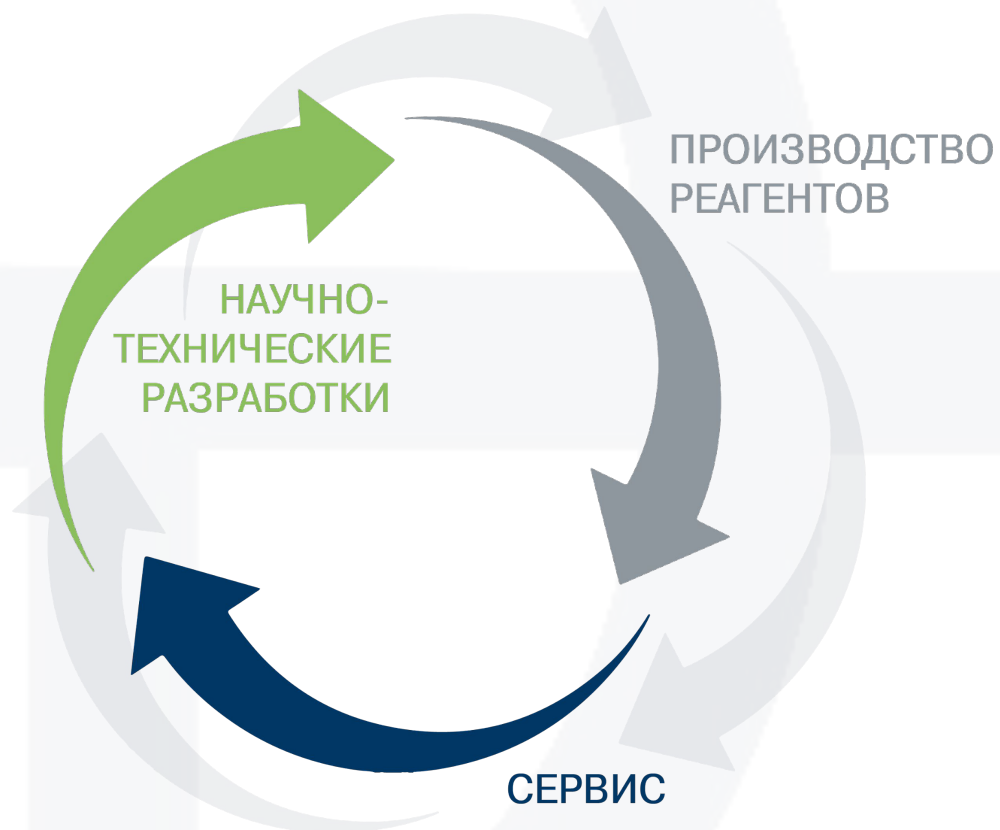 ПРОИЗВОДСТВО
РЕАГЕНТОВ
НАУЧНО-
ТЕХНИЧЕСКИЕ
РАЗРАБОТКИ
СЕРВИС